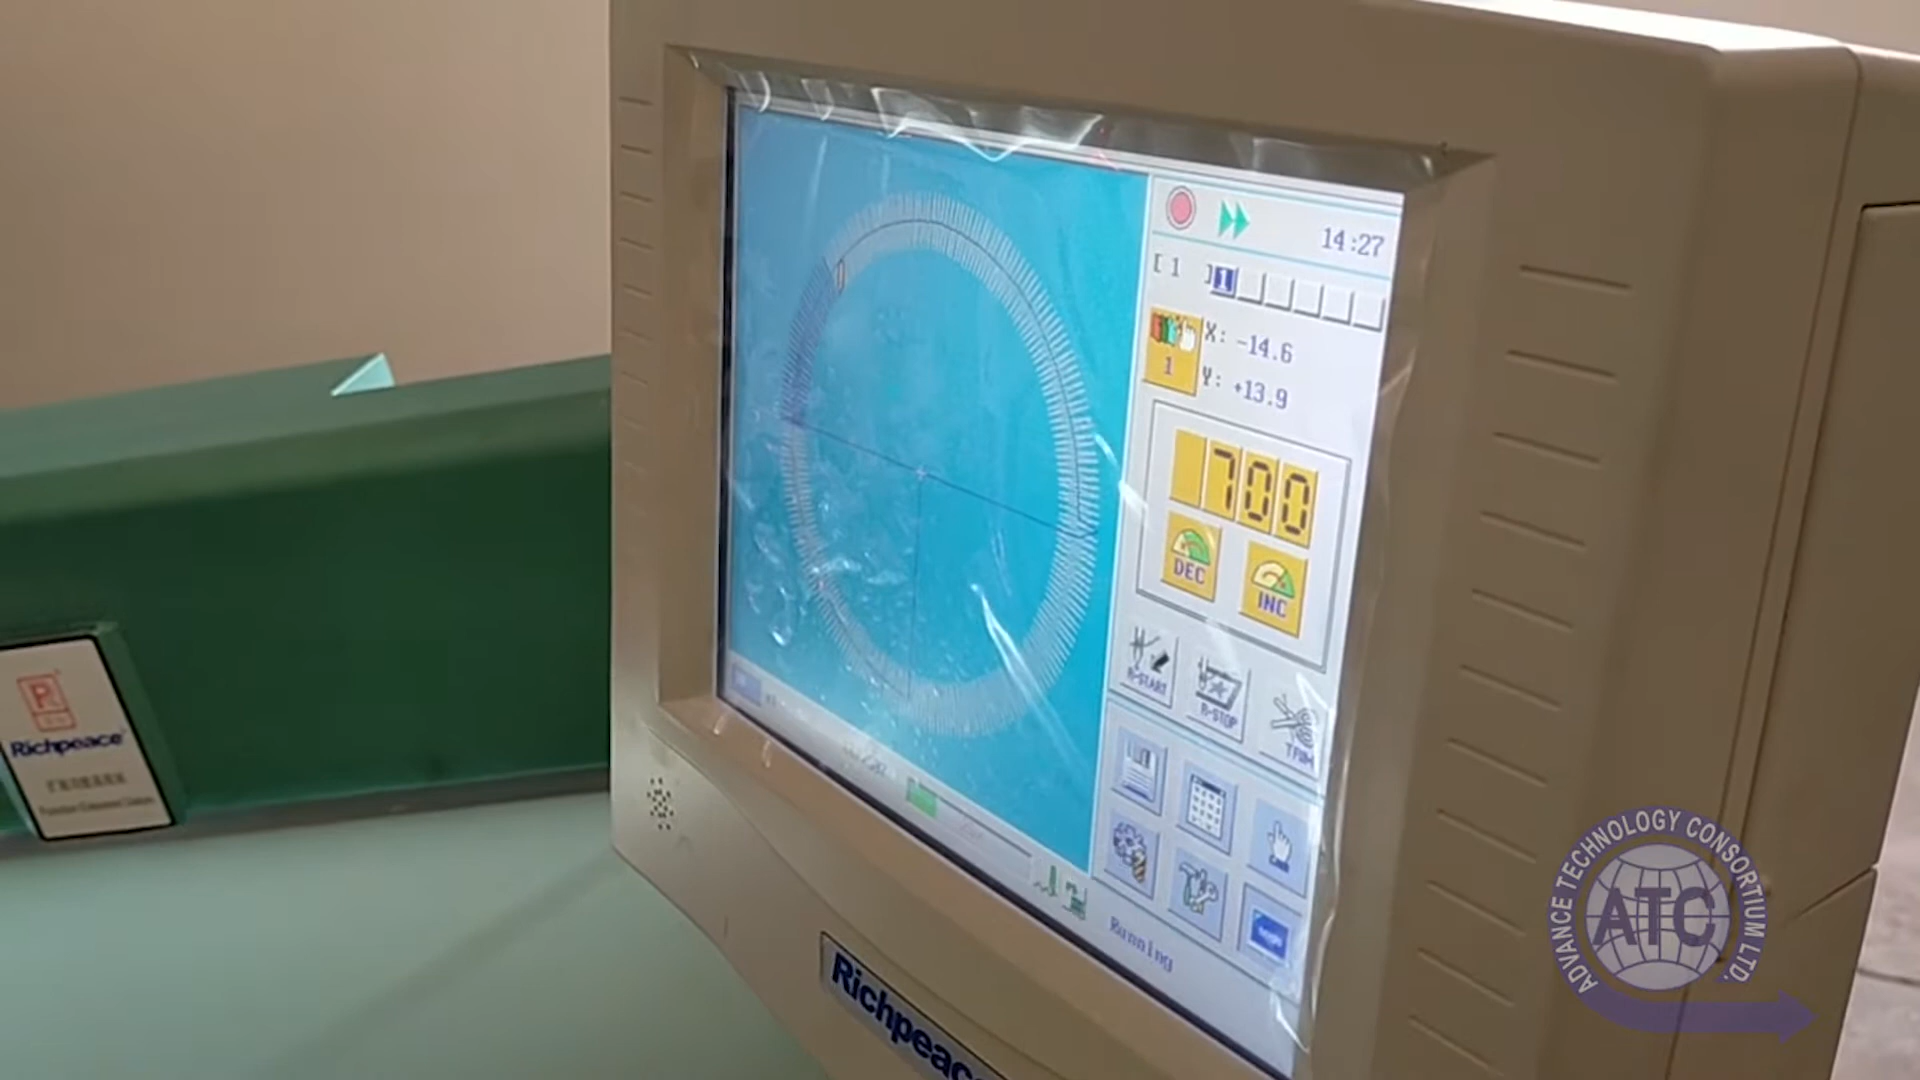 14:27
[ 1 ] 1
X: -14.6
1
Y: +13.9
700
DEC
INC
R-START
R-STOP
TRIM
Running
Richpeace
Richpeace
ADVANCE TECHNOLOGY CONSORTIUM LTD.
ATC